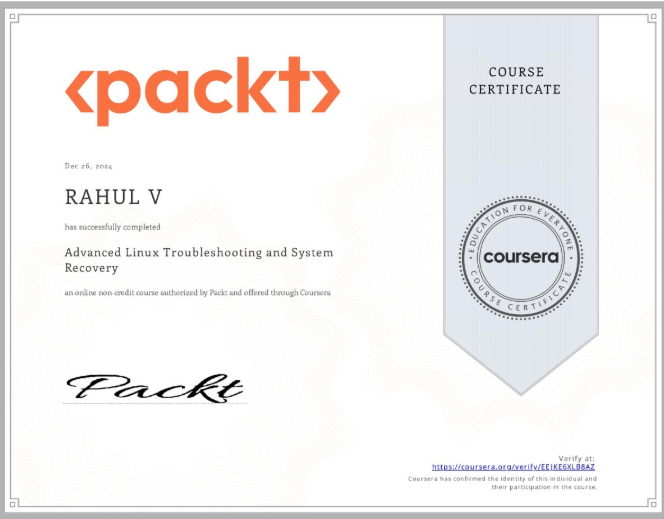 <packt>
COURSE
CERTIFICATE
Dec 26, 2024
RAHUL V
has successfully completed
Advanced Linux Troubleshooting and System
Recovery
an online non-credit course authorized by Packt and offered through Coursera
EDUCATION FOR EVERYONE
coursera
COURSE CERTIFICATE
Packt
Verify at:
https://coursera.org/verify/EEIKE6XLB8AZ
Coursera has confirmed the identity of this individual and
their participation in the course.